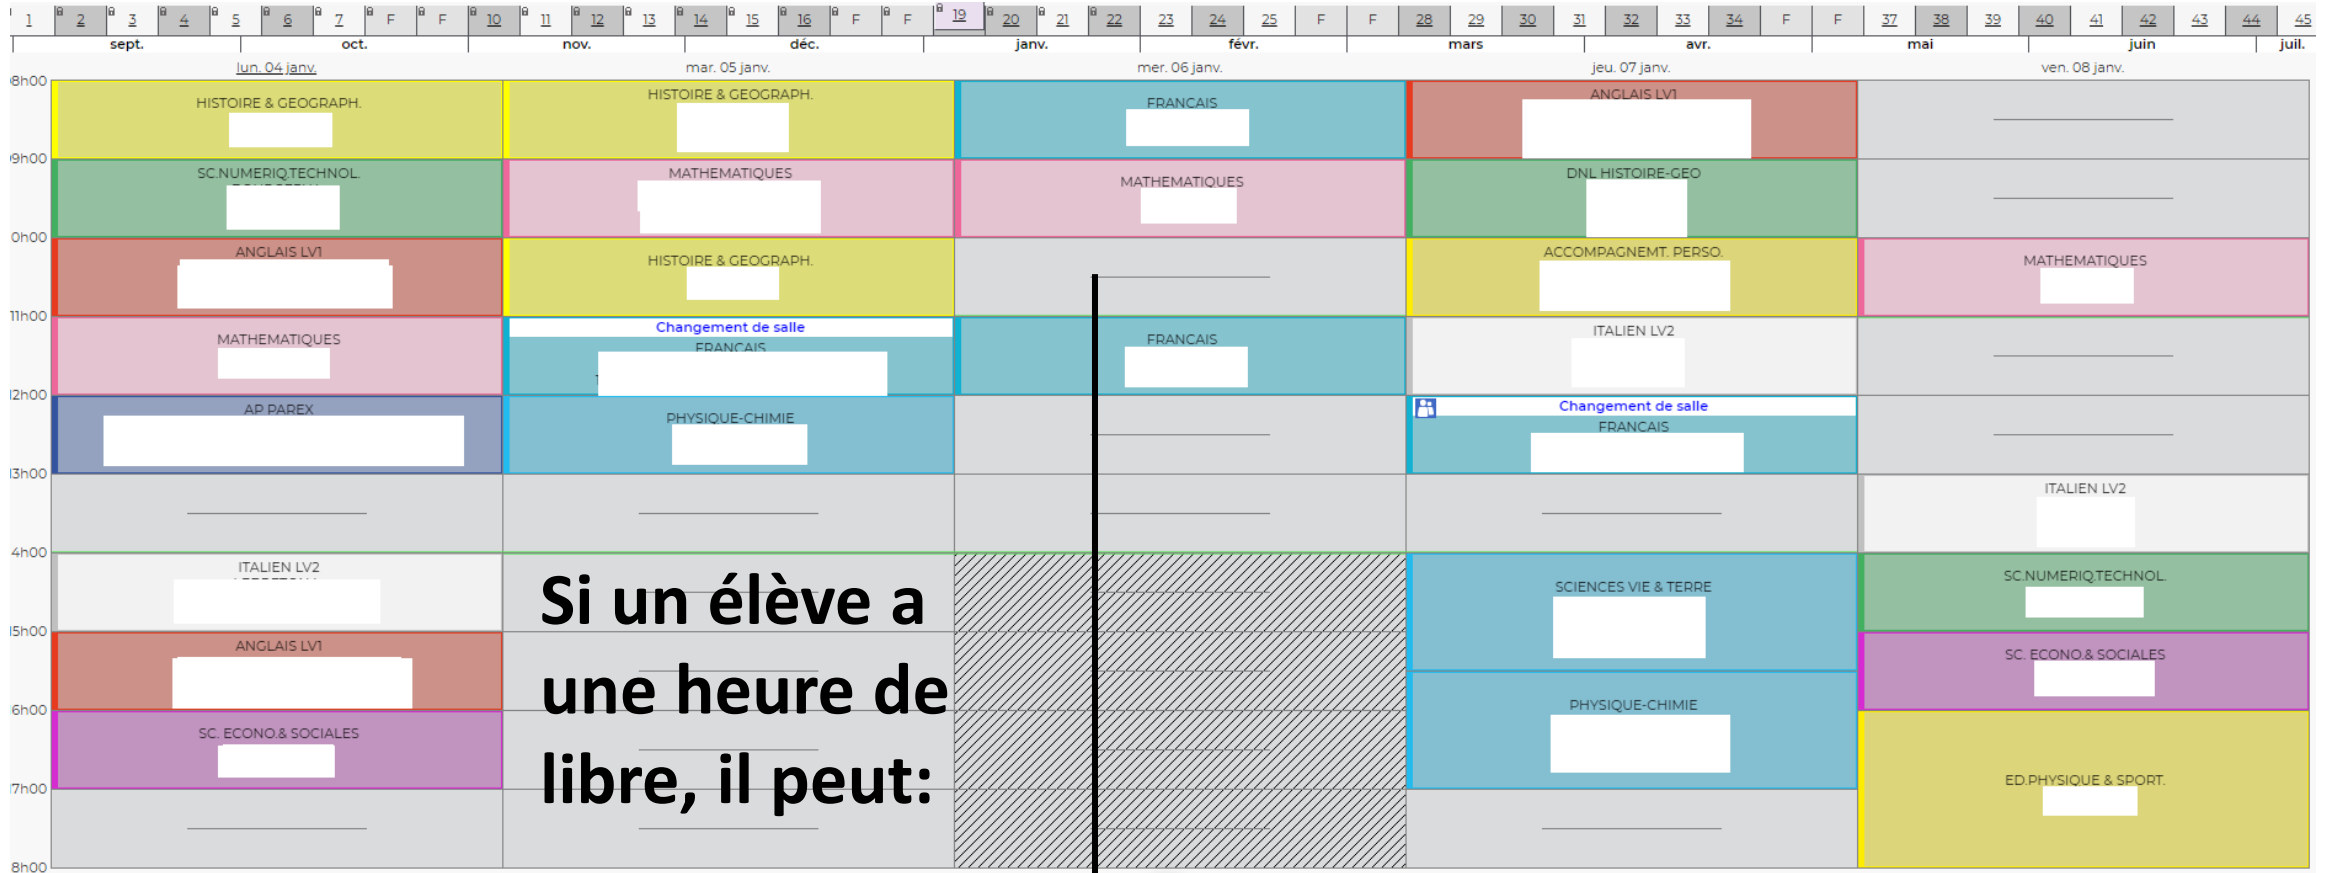 1 2 3 4 5 6 7 F F 10 11 12 13 14 15 16 F F 19 20 21 22 23 24 25 F F 28 29 30 31 32 33 34 F F 37 38 39 40 41 42 43 44 45
sept. oct. nov. déc. janv. févr. mars avr. mai juin juil.
lun. 04 janv. mar. 05 janv. mer. 06 janv. jeu. 07 janv. ven. 08 janv.
8h00
HISTOIRE & GEOGRAPH.
HISTOIRE & GEOGRAPH.
FRANCAIS
ANGLAIS LV1
9h00
SC.NUMERIQ.TECHNOL.
MATHEMATIQUES
MATHEMATIQUES
DNL HISTOIRE-GEO
0h00
ANGLAIS LV1
HISTOIRE & GEOGRAPH.
ACCOMPAGNEMT. PERSO.
MATHEMATIQUES
11h00
MATHEMATIQUES
Changement de salle
FRANCAIS
FRANCAIS
ITALIEN LV2
12h00
AP PAREX
PHYSIQUE-CHIMIE
Changement de salle
FRANCAIS
13h00
ITALIEN LV2
4h00
ITALIEN LV2
SCIENCES VIE & TERRE
SC.NUMERIQ.TECHNOL.
15h00
ANGLAIS LV1
SC. ECONO.& SOCIALES
6h00
SC. ECONO.& SOCIALES
PHYSIQUE-CHIMIE
ED.PHYSIQUE & SPORT.
17h00
8h00
Si un élève a
une heure de
libre, il peut: